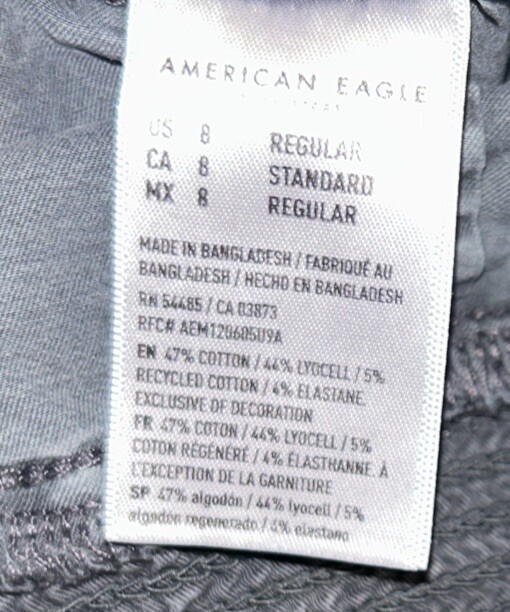 AMERICAN EAGLE
US 8 REGULAR
CA 8 STANDARD
MX 8 REGULAR
MADE IN BANGLADESH / FABRIQUÉ AU
BANGLADESH / HECHO EN BANGLADESH
RN 54485 / CA 03873
RFC# AEM120605U9A
EN 47% COTTON / 44% LYOCELL / 5%
RECYCLED COTTON / 4% ELASTANE.
EXCLUSIVE OF DECORATION
FR 47% COTON / 44% LYOCELL / 5%
COTON RÉGÉNÉRÉ / 4% ÉLASTHANNE. À
L'EXCEPTION DE LA GARNITURE
SP 47% algodón / 44% lyocell / 5%
algodón regenerado / 4% elastano